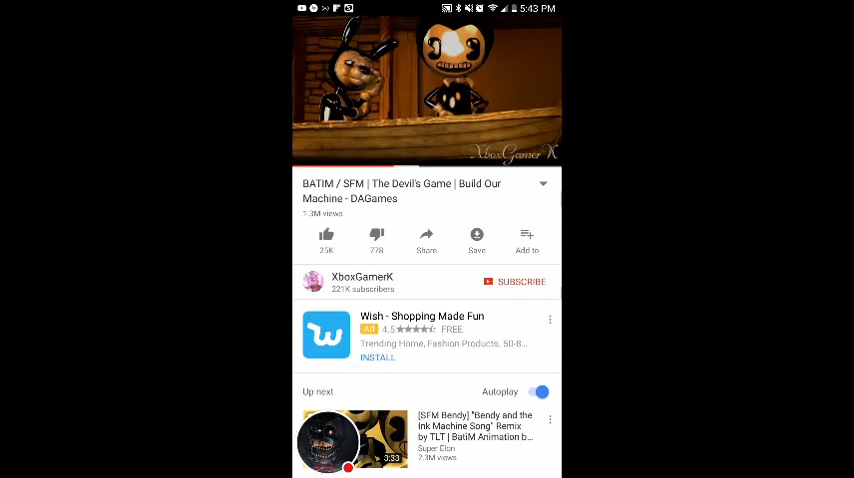 5:43 PM
XboxGamer K
BATIM / SFM | The Devil's Game | Build Our
Machine - DAGames
1.3M views
25K
778
Share
Save
Add to
XboxGamerK
221K subscribers
SUBSCRIBE
Wish - Shopping Made Fun
Ad 4.5 FREE
Trending Home, Fashion Products. 50-8...
INSTALL
Up next
Autoplay
[SFM Bendy] "Bendy and the
Ink Machine Song" Remix
by TLT | BatiM Animation b...
Super Elon
2.3M views
3:33